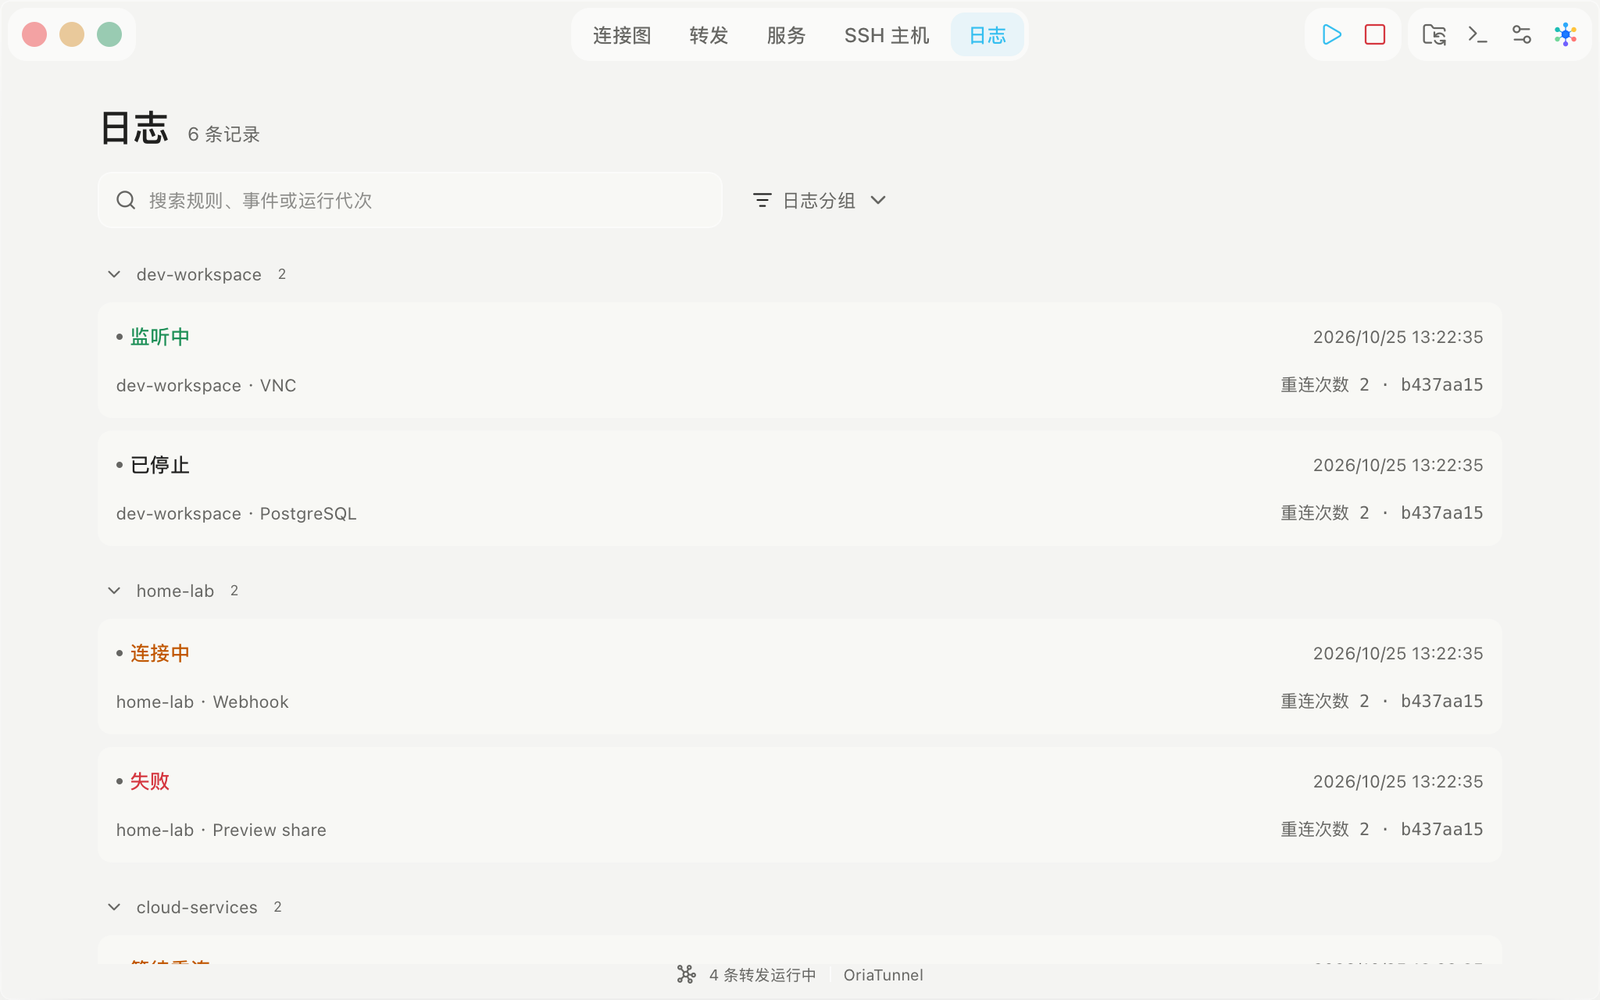 连接图 转发 服务 SSH 主机 日志
日志 6 条记录
搜索规则、事件或运行代次 日志分组
dev-workspace 2
监听中 2026/10/25 13:22:35
dev-workspace · VNC 重连次数 2 · b437aa15
已停止 2026/10/25 13:22:35
dev-workspace · PostgreSQL 重连次数 2 · b437aa15
home-lab 2
连接中 2026/10/25 13:22:35
home-lab · Webhook 重连次数 2 · b437aa15
失败 2026/10/25 13:22:35
home-lab · Preview share 重连次数 2 · b437aa15
cloud-services 2
4 条转发运行中 OriaTunnel